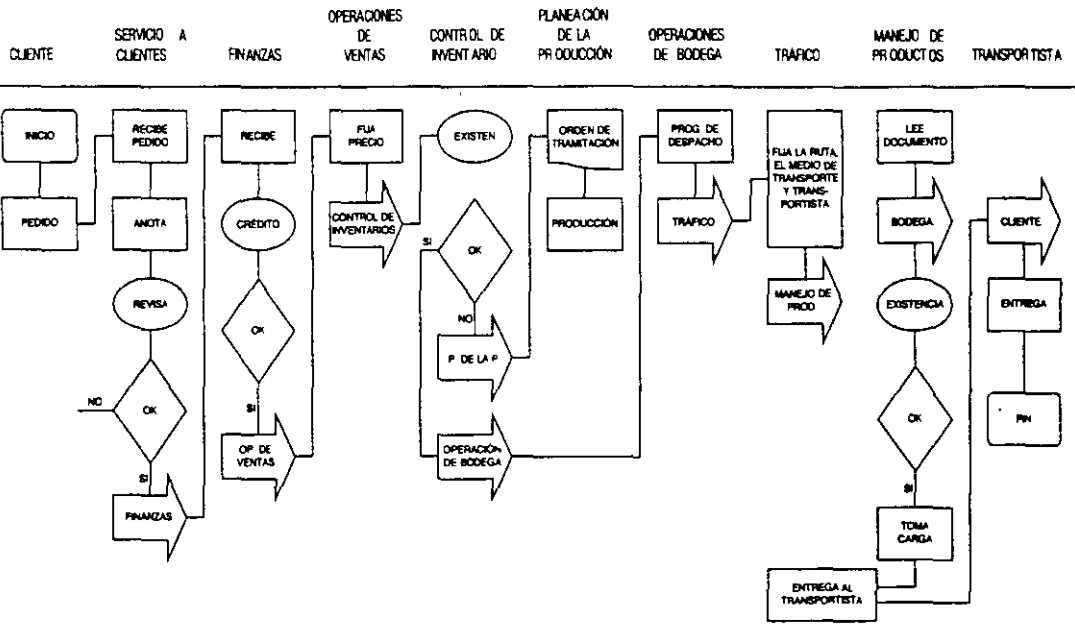 CLIENTE
SERVICIO A
CLIENTES
FINANZAS
OPERACIONES
DE
VENTAS
CONTROL DE
INVENTARIO
PLANEACIÓN
DE LA
PRODUCCIÓN
OPERACIONES
DE BODEGA
TRÁFICO
MANEJO DE
PRODUCTOS
TRANSPORTISTA
INICIO
PEDIDO
RECIBE
PEDIDO
ANOTA
REVISA
OK
NO
SI
FINANZAS
RECIBE
CRÉDITO
OK
SI
OP. DE
VENTAS
FIJA
PRECIO
CONTROL DE
INVENTARIOS
EXISTEN
OK
SI
NO
P DE LA P
OPERACIÓN
DE BODEGA
ORDEN DE
TRAMITACIÓN
PRODUCCIÓN
PROG DE
DESPACHO
TRÁFICO
FIJA LA RUTA,
EL MEDIO DE
TRANSPORTE
Y TRANS-
PORTISTA
MANEJO DE
PROD
LEE
DOCUMENTO
BODEGA
EXISTENCIA
OK
SI
TOMA
CARGA
ENTREGA AL
TRANSPORTISTA
CLIENTE
ENTREGA
FIN